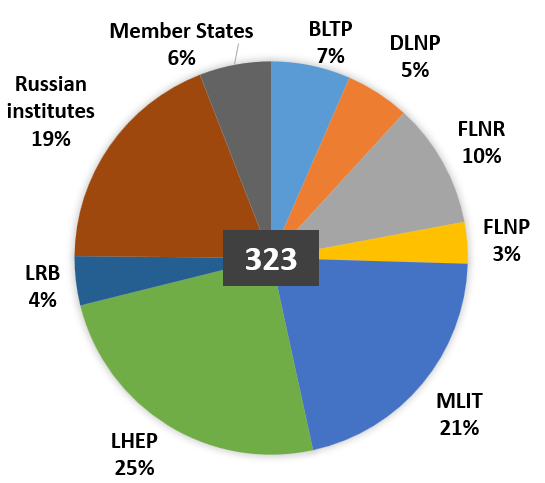 Member States
6%
BLTP
7%
DLNP
5%
Russian
institutes
19%
FLNR
10%
FLNP
3%
323
LRB
4%
MLIT
21%
LHEP
25%